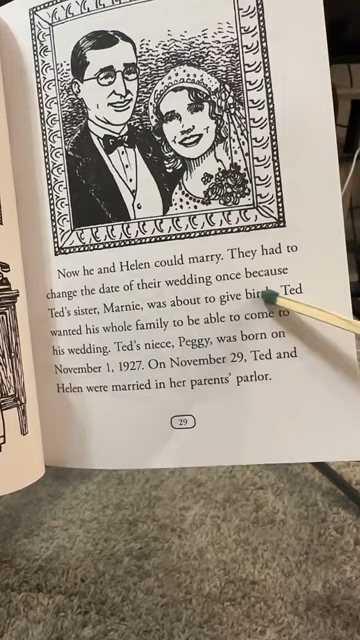 Now he and Helen could marry. They had to
change the date of their wedding once because
Ted's sister, Marnie, was about to give birth. Ted
wanted his whole family to be able to come to
his wedding. Ted's niece, Peggy, was born on
November 1, 1927. On November 29, Ted and
Helen were married in her parents' parlor.
29